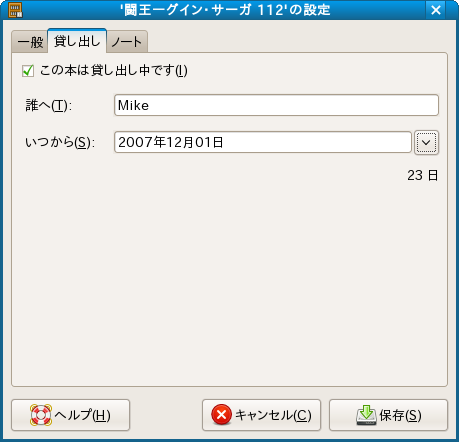 '闘王―グイン・サーガ 112'の設定
一般 貸し出し ノート
この本は貸し出し中です(I)
誰へ(T): Mike
いつから(S): 2007年12月01日
23 日
ヘルプ(H) キャンセル(C) 保存(S)